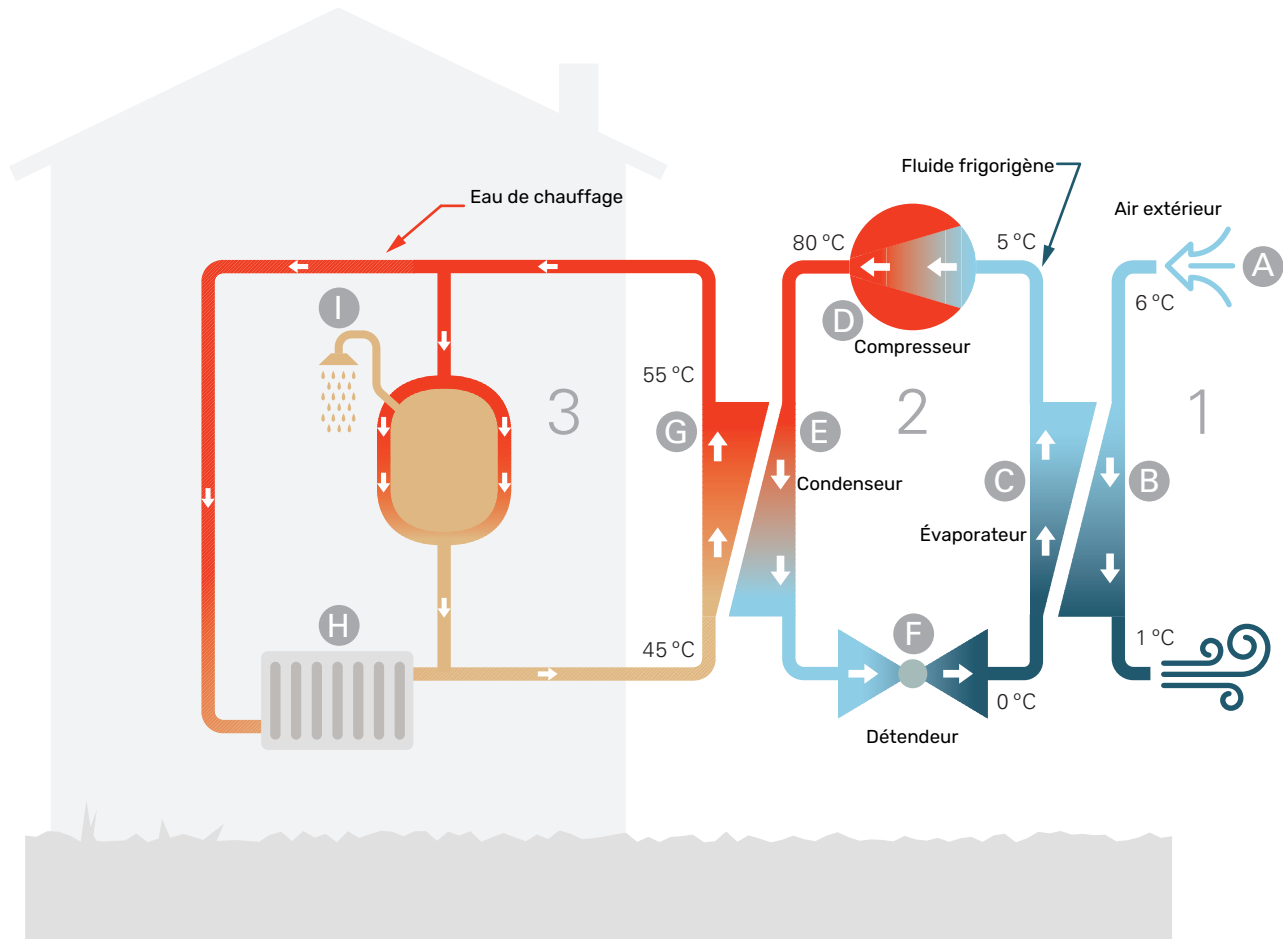 Fluide frigorigène
Eau de chauffage
Air extérieur
80 °C
5 °C
A
6 °C
I
D
Compresseur
55 °C
3
2
1
G
E
Condenseur
C
B
Évaporateur
H
F
45 °C
1 °C
0 °C
Détendeur